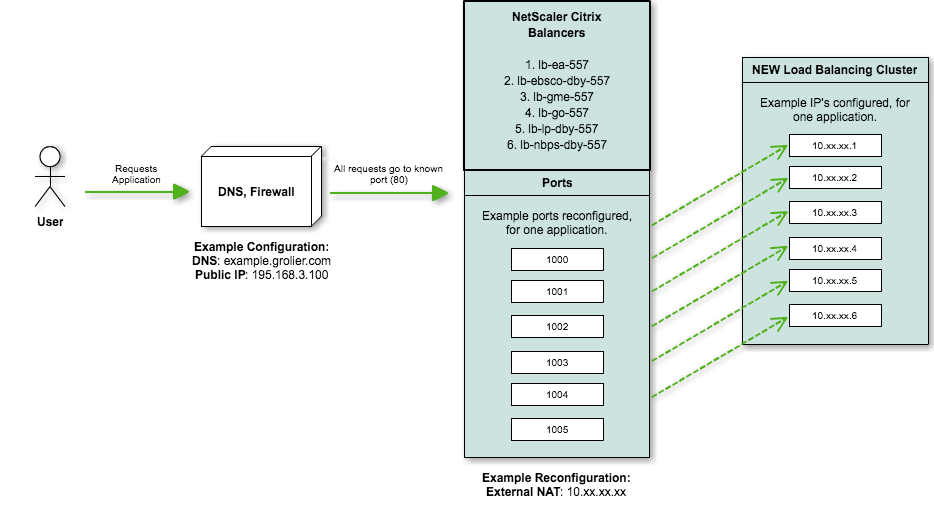 User
Requests
Application
DNS, Firewall
Example Configuration:
DNS: example.grolier.com
Public IP: 195.168.3.100
All requests go to known
port (80)
NetScaler Citrix
Balancers
1. lb-ea-557
2. lb-ebsco-dby-557
3. lb-gme-557
4. lb-go-557
5. lb-lp-dby-557
6. lb-nbps-dby-557
Ports
Example ports reconfigured,
for one application.
1000
1001
1002
1003
1004
1005
Example Reconfiguration:
External NAT: 10.xx.xx.xx
NEW Load Balancing Cluster
Example IP's configured, for
one application.
10.xx.xx.1
10.xx.xx.2
10.xx.xx.3
10.xx.xx.4
10.xx.xx.5
10.xx.xx.6